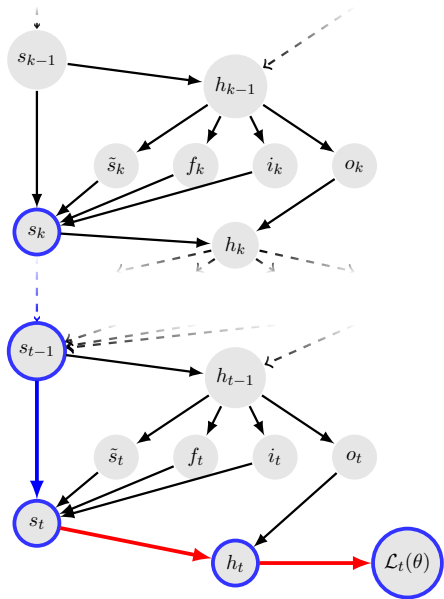 s_{k−1}
h_{k−1}
s̃_k f_k i_k o_k
s_k
h_k
s_{t−1}
h_{t−1}
s̃_t f_t i_t o_t
s_t
h_t ℒ_t(θ)